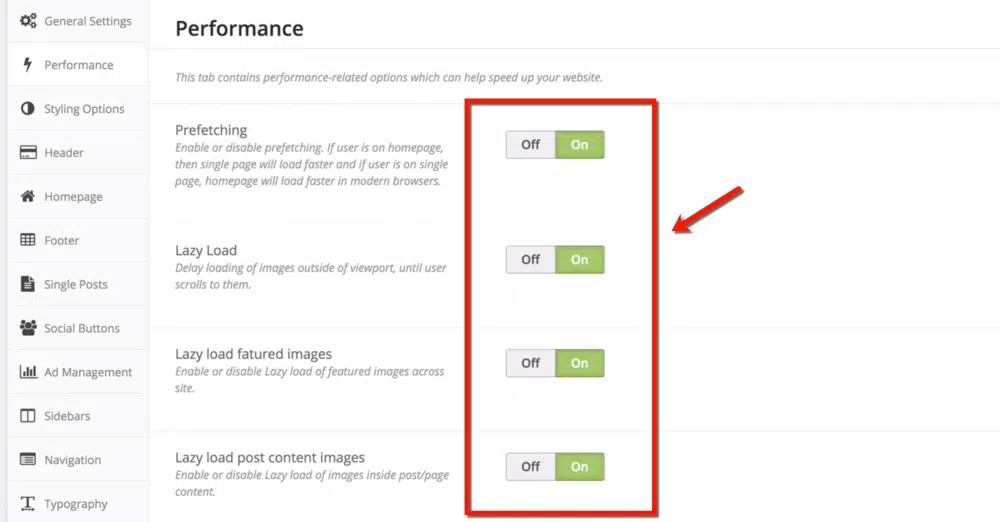 General Settings
Performance
Styling Options
Header
Homepage
Footer
Single Posts
Social Buttons
Ad Management
Sidebars
Navigation
Typography
Performance
This tab contains performance-related options which can help speed up your website.
Prefetching
Enable or disable prefetching. If user is on homepage,
then single page will load faster and if user is on single
page, homepage will load faster in modern browsers.
Off On
Lazy Load
Delay loading of images outside of viewport, until user
scrolls to them.
Off On
Lazy load fatured images
Enable or disable Lazy load of featured images across
site.
Off On
Lazy load post content images
Enable or disable Lazy load of images inside post/page
content.
Off On